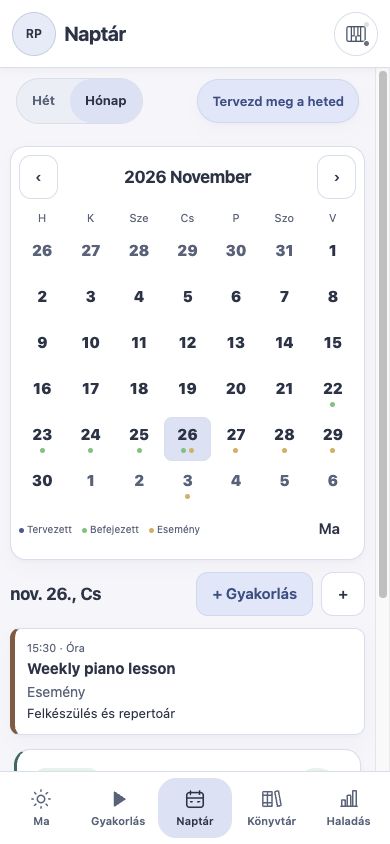 RP Naptár
Hét Hónap Tervezd meg a heted
‹ 2026 November ›
H K Sze Cs P Szo V
26 27 28 29 30 31 1
2 3 4 5 6 7 8
9 10 11 12 13 14 15
16 17 18 19 20 21 22
23 24 25 26 27 28 29
30 1 2 3 4 5 6
Tervezett Befejezett Esemény Ma
nov. 26., Cs + Gyakorlás +
15:30 · Óra
Weekly piano lesson
Esemény
Felkészülés és repertoár
Ma Gyakorlás Naptár Könyvtár Haladás